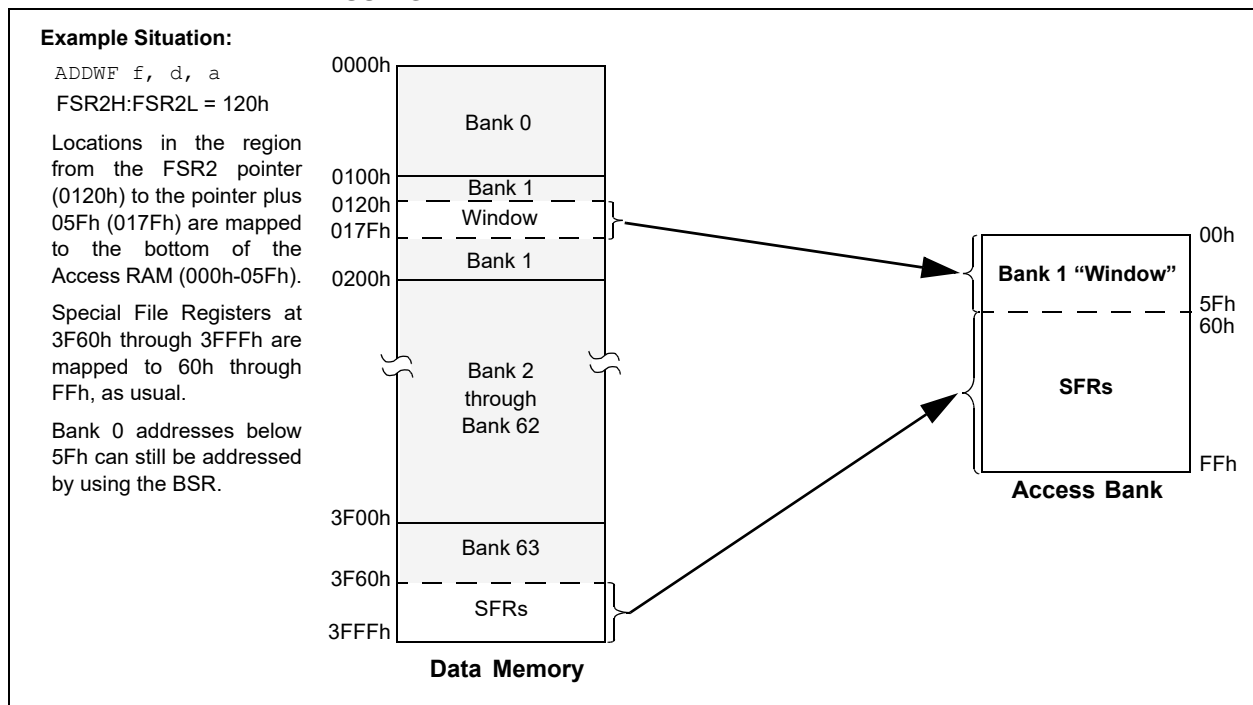 Example Situation:
ADDWF f, d, a
FSR2H:FSR2L = 120h
Locations in the region
from the FSR2 pointer
(0120h) to the pointer plus
05Fh (017Fh) are mapped
to the bottom of the
Access RAM (000h-05Fh).
Special File Registers at
3F60h through 3FFFh are
mapped to 60h through
FFh, as usual.
Bank 0 addresses below
5Fh can still be addressed
by using the BSR.
0000h
Bank 0
0100h
Bank 1
0120h
Window
017Fh
Bank 1
0200h
Bank 2
through
Bank 62
3F00h
Bank 63
3F60h
SFRs
3FFFh
Data Memory
00h
Bank 1 “Window”
5Fh
60h
SFRs
FFh
Access Bank